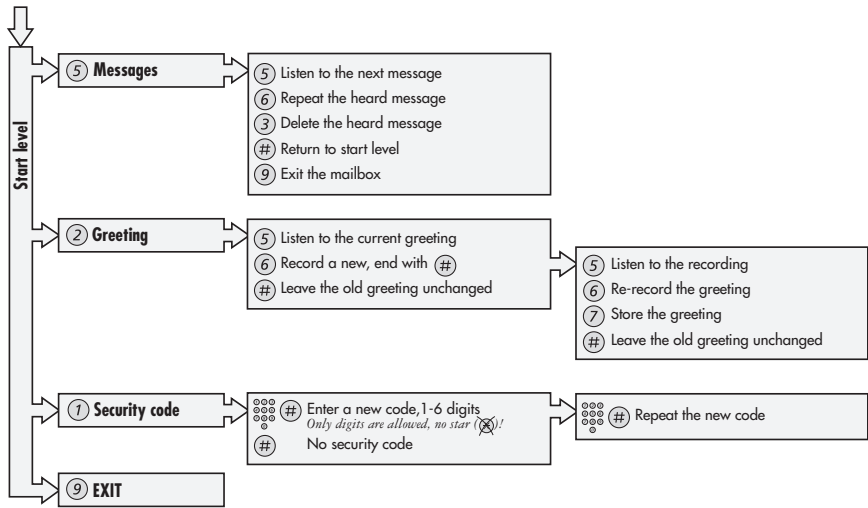 Start level
5 Messages
5 Listen to the next message
6 Repeat the heard message
3 Delete the heard message
# Return to start level
9 Exit the mailbox
2 Greeting
5 Listen to the current greeting
6 Record a new, end with #
# Leave the old greeting unchanged
5 Listen to the recording
6 Re-record the greeting
7 Store the greeting
# Leave the old greeting unchanged
1 Security code
# Enter a new code,1-6 digits
Only digits are allowed, no star (*)!
# No security code
# Repeat the new code
9 EXIT